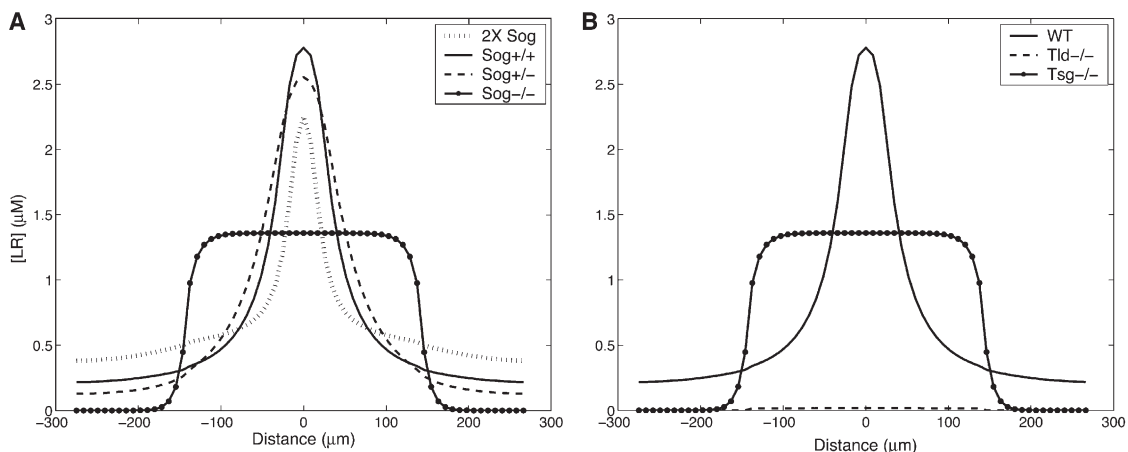 A
2X Sog
Sog+/+
Sog+/−
Sog−/−
[LR] (μM)
3
2.5
2
1.5
1
0.5
0
−300
−200
−100
0
100
200
300
Distance (μm)
B
WT
Tld−/−
Tsg−/−
3
2.5
2
1.5
1
0.5
0
−300
−200
−100
0
100
200
300
Distance (μm)